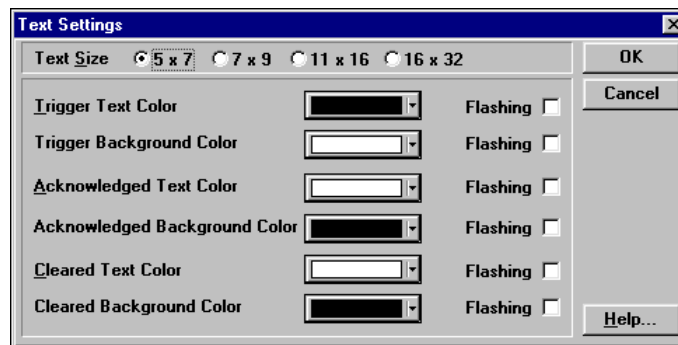 Text Settings
Text Size 5 x 7 7 x 9 11 x 16 16 x 32
OK
Cancel
Trigger Text Color Flashing
Trigger Background Color Flashing
Acknowledged Text Color Flashing
Acknowledged Background Color Flashing
Cleared Text Color Flashing
Cleared Background Color Flashing
Help...